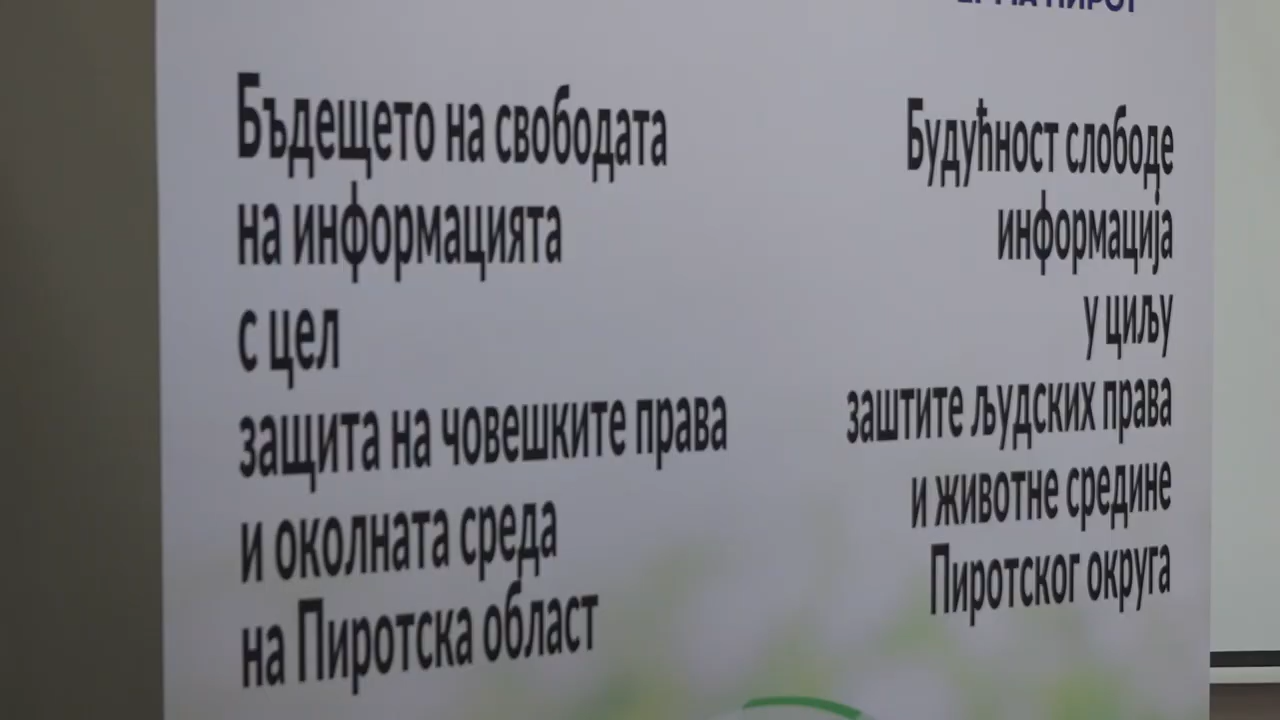 ПИРОТ
Бъдещето на свободата
на информацията
с цел
защита на човешките права
и околната среда
на Пиротска област
Будућност слободе
информација
у циљу
заштите људских права
и животне средине
Пиротског округа